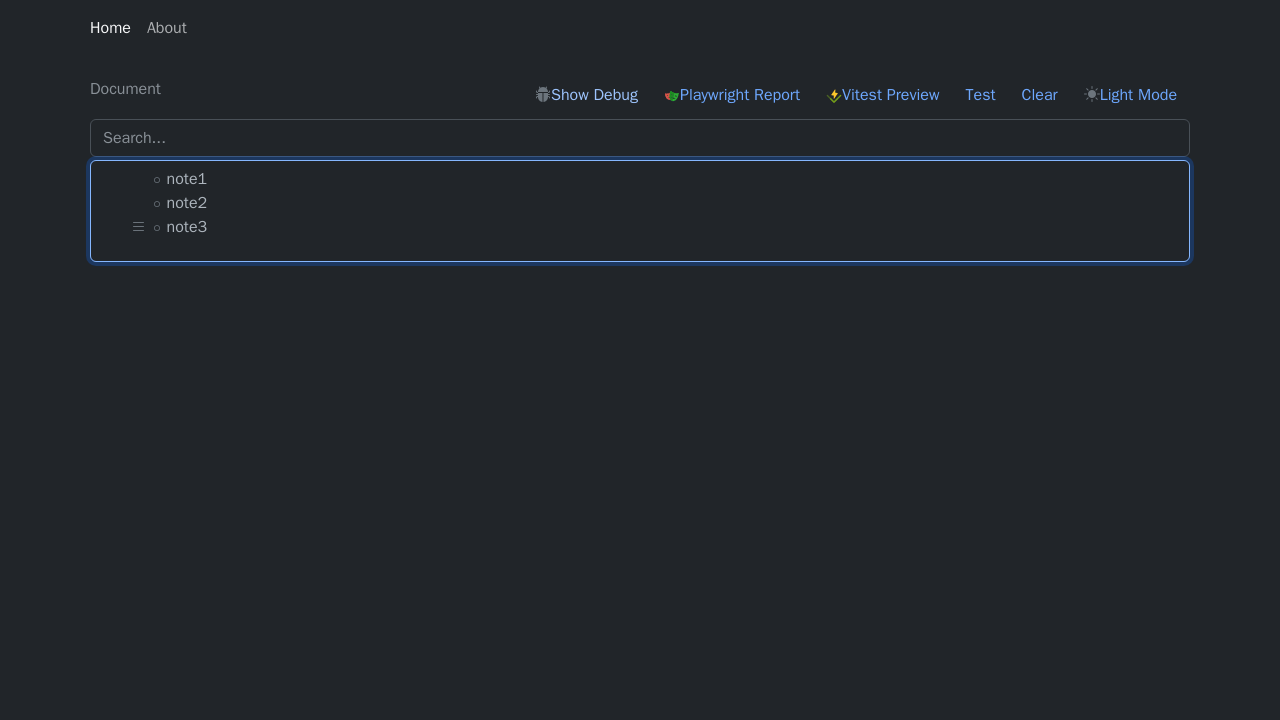 Home About
Document Show Debug Playwright Report Vitest Preview Test Clear Light Mode
Search...
note1
note2
note3